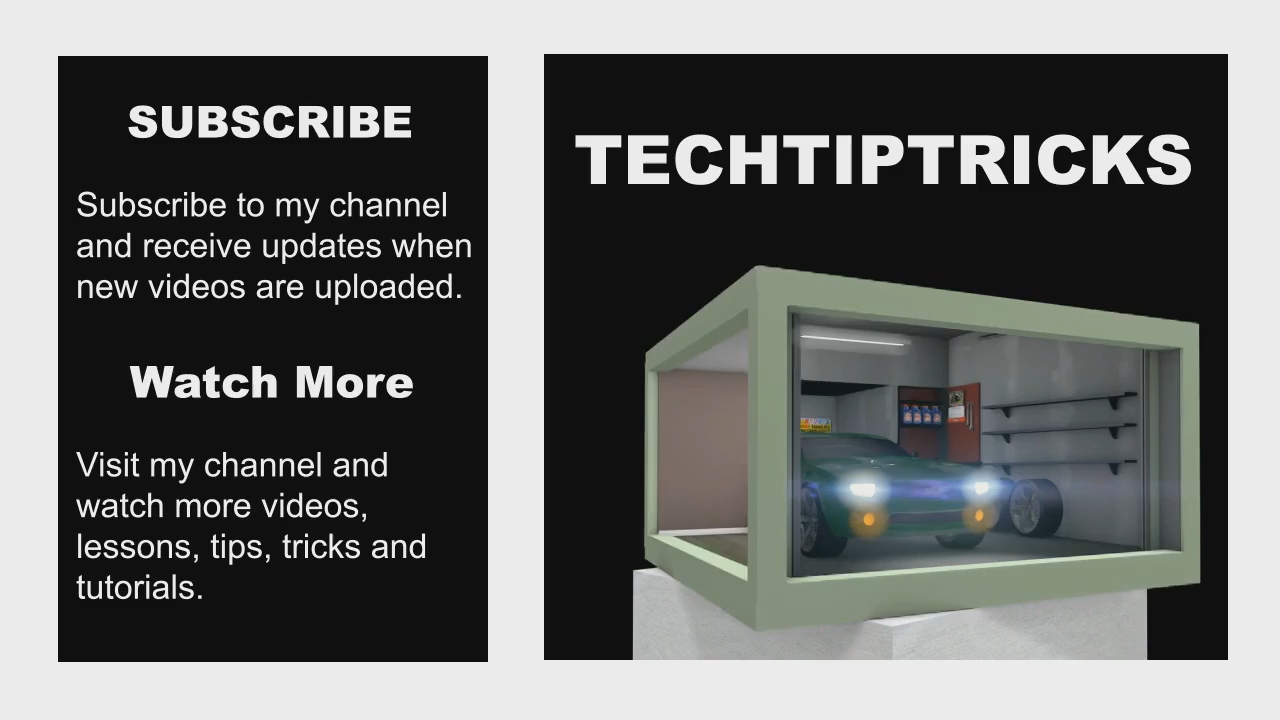 SUBSCRIBE
Subscribe to my channel
and receive updates when
new videos are uploaded.
Watch More
Visit my channel and
watch more videos,
lessons, tips, tricks and
tutorials.
TECHTIPTRICKS